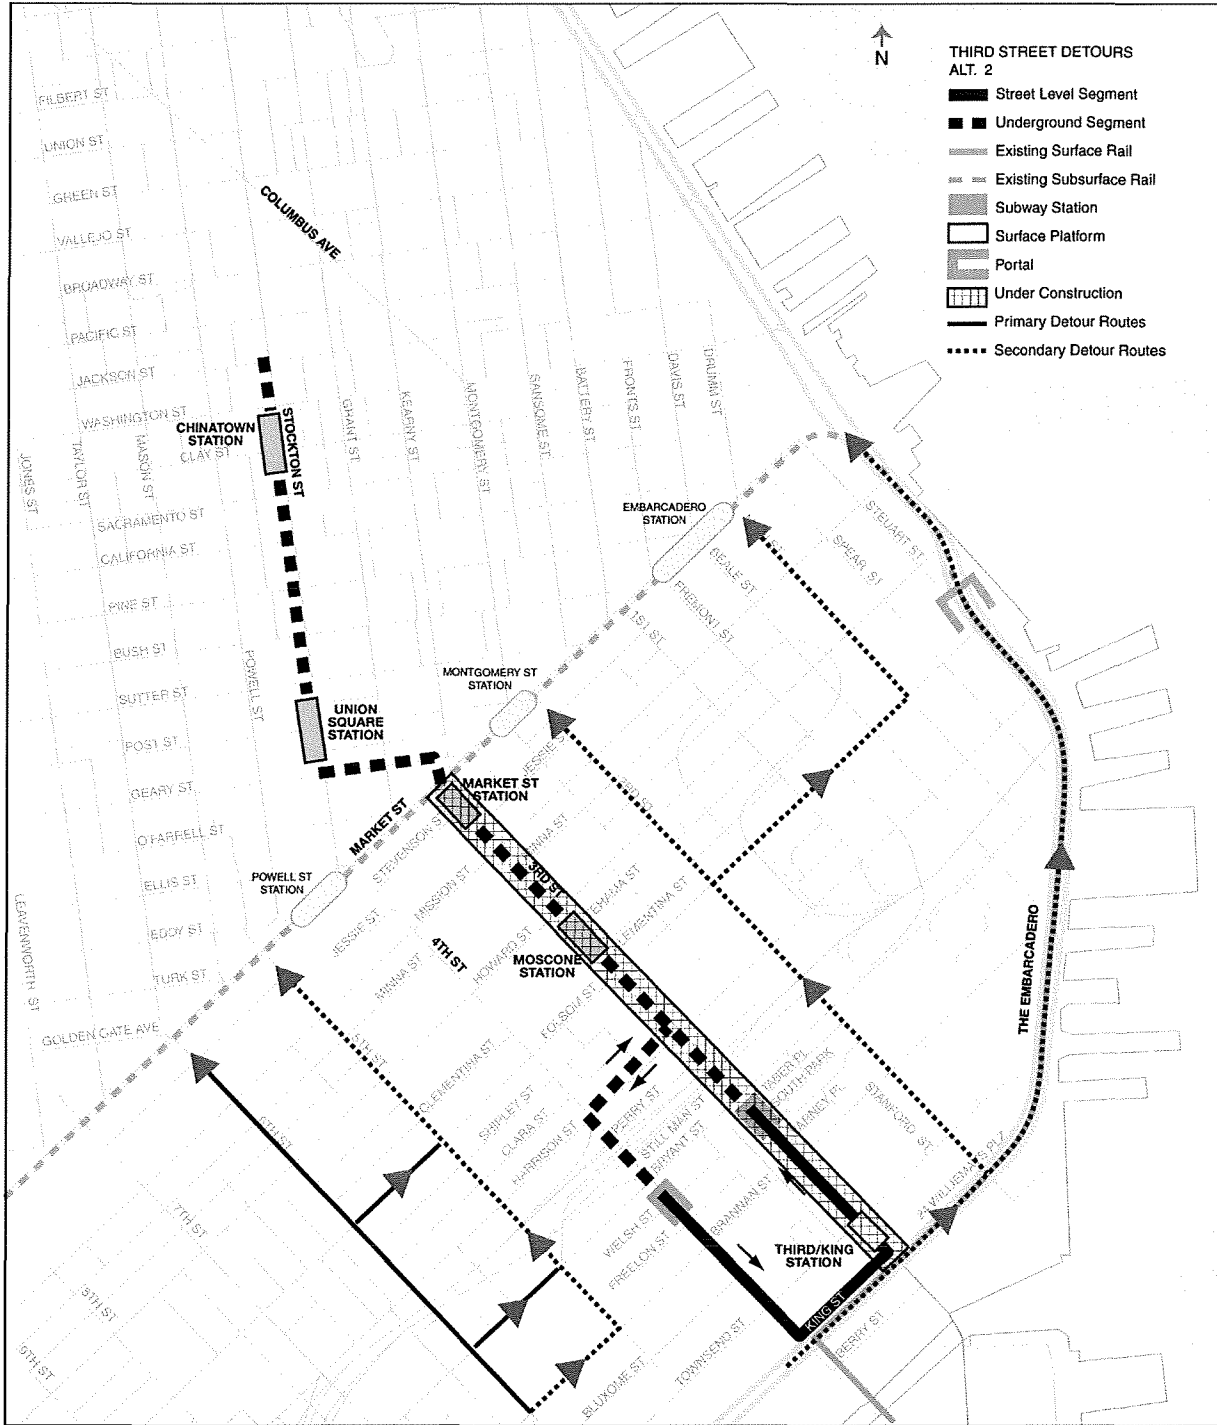 N
THIRD STREET DETOURS
ALT. 2
Street Level Segment
Underground Segment
Existing Surface Rail
Existing Subsurface Rail
Subway Station
Surface Platform
Portal
Under Construction
Primary Detour Routes
Secondary Detour Routes
FILBERT ST
UNION ST
GREEN ST
VALLEJO ST
BROADWAY ST
PACIFIC ST
JACKSON ST
WASHINGTON ST
CLAY ST
SACRAMENTO ST
CALIFORNIA ST
PINE ST
BUSH ST
SUTTER ST
POST ST
GEARY ST
O'FARRELL ST
ELLIS ST
EDDY ST
TURK ST
GOLDEN GATE AVE
COLUMBUS AVE
JONES ST
TAYLOR ST
MASON ST
POWELL ST
LEAVENWORTH ST
STOCKTON ST
GRANT ST
KEARNY ST
MONTGOMERY ST
SANSOME ST
BATTERY ST
FRONT ST
DAVIS ST
DRUMM ST
CHINATOWN
STATION
UNION
SQUARE
STATION
EMBARCADERO
STATION
MONTGOMERY ST
STATION
MARKET ST
STATION
POWELL ST
STATION
MOSCONE
STATION
THIRD/KING
STATION
MARKET ST
3RD ST
4TH ST
STEUART ST
SPEAR ST
BEALE ST
FREMONT ST
1ST ST
2ND ST
JESSIE S
STEVENSON S
MISSION ST
JESSIE ST
MINNA ST
HOWARD ST
TEHAMA ST
CLEMENTINA ST
FOLSOM ST
5TH ST
6TH ST
7TH ST
8TH ST
9TH ST
CLEMENTINA ST
SHIPLEY ST
CLARA ST
HARRISON ST
PERRY ST
STILLMAN ST
BRYANT ST
SOUTH PARK
VARNEY PL
STANFORD ST
BRANNAN ST
WELSH ST
FREELON ST
TOWNSEND ST
BLUXOME ST
KING ST
BERRY ST
THE EMBARCADERO